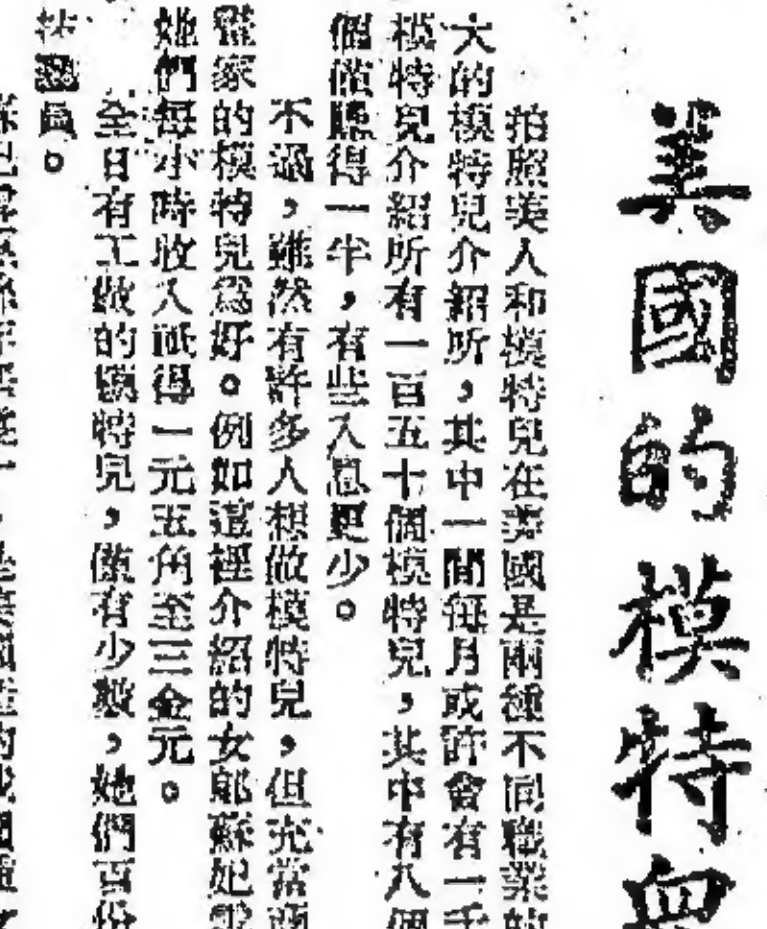 美國的模特兒
拍照美人和模特兒在美國是兩種不同職業的
大的模特兒介紹所,其中一間每月或許會有一千
模特兒介紹所有一百五十個模特兒,其中有八個
個僅賺得一半,有些入息更少。
不過,雖然有許多人想做模特兒,但充當
家的模特兒爲好。例如這裡介紹的女郎蘇妃
她們每小時收入祇得一元五角至三金元。
全日有工做的模特兒,僅有少數,她們百份
員。